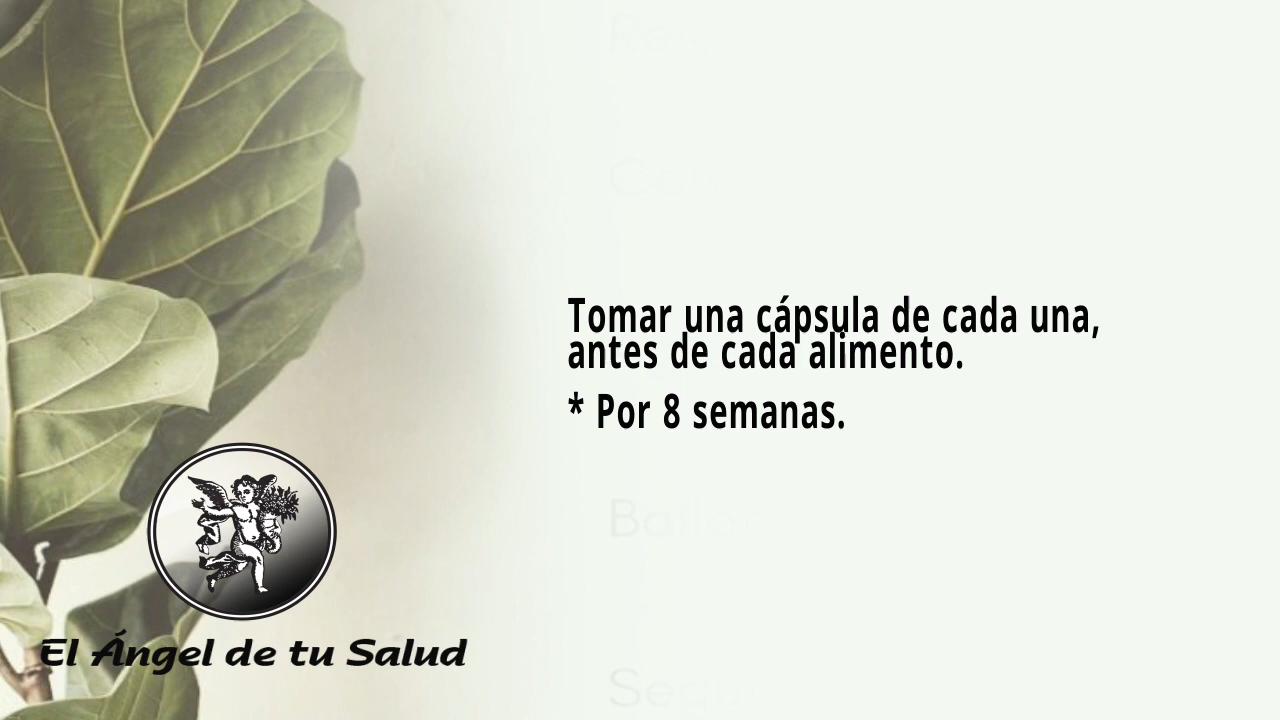 Tomar una cápsula de cada una,
antes de cada alimento.
* Por 8 semanas.
El Ángel de tu Salud